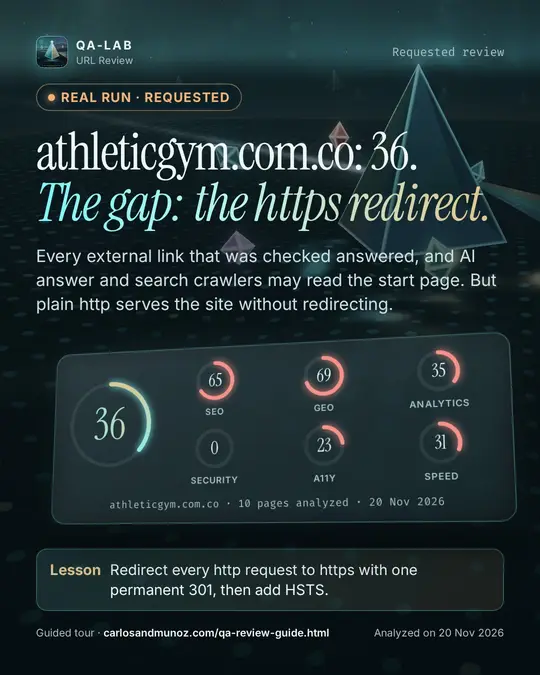 QA-LAB
URL Review
Requested review
REAL RUN · REQUESTED
athleticgym.com.co: 36.
The gap: the https redirect.
Every external link that was checked answered, and AI
answer and search crawlers may read the start page. But
plain http serves the site without redirecting.
36
65
SEO
69
GEO
35
ANALYTICS
0
SECURITY
23
A11Y
31
SPEED
athleticgym.com.co · 10 pages analyzed · 20 Nov 2026
Lesson Redirect every http request to https with one
permanent 301, then add HSTS.
Guided tour · carlosandmunoz.com/qa-review-guide.html
Analyzed on 20 Nov 2026